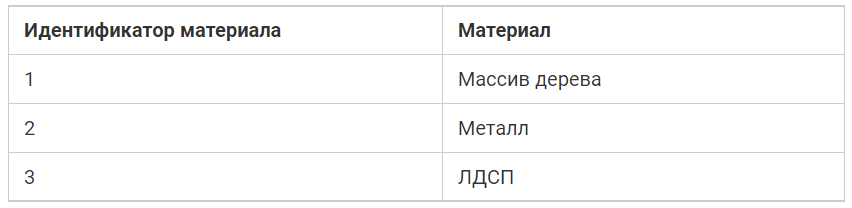 Идентификатор материала Материал
1 Массив дерева
2 Металл
3 ЛДСП